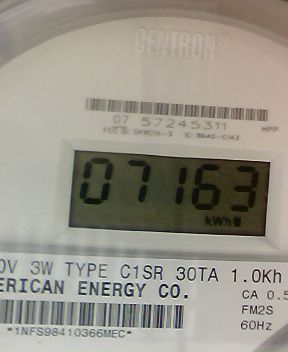 CENTRON
07 57245311
HPP
07163
kWh
0V 3W TYPE C1SR 30TA 1.0Kh
ERICAN ENERGY CO.
CA 0.5
FM2S
60Hz
*1NFS98410366MEC*